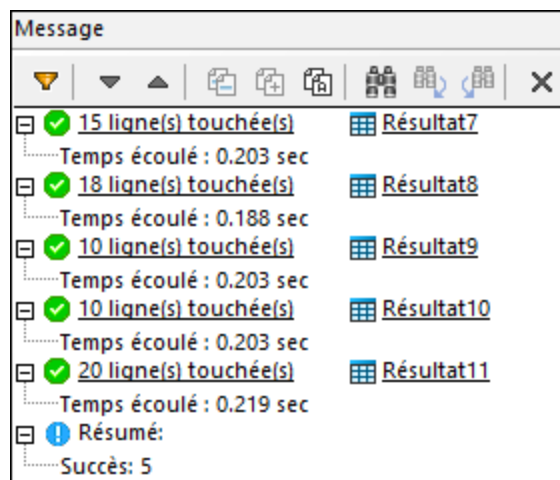 Message
15 ligne(s) touchée(s) Résultat7
Temps écoulé : 0.203 sec
18 ligne(s) touchée(s) Résultat8
Temps écoulé : 0.188 sec
10 ligne(s) touchée(s) Résultat9
Temps écoulé : 0.203 sec
10 ligne(s) touchée(s) Résultat10
Temps écoulé : 0.203 sec
20 ligne(s) touchée(s) Résultat11
Temps écoulé : 0.219 sec
Résumé:
Succès: 5